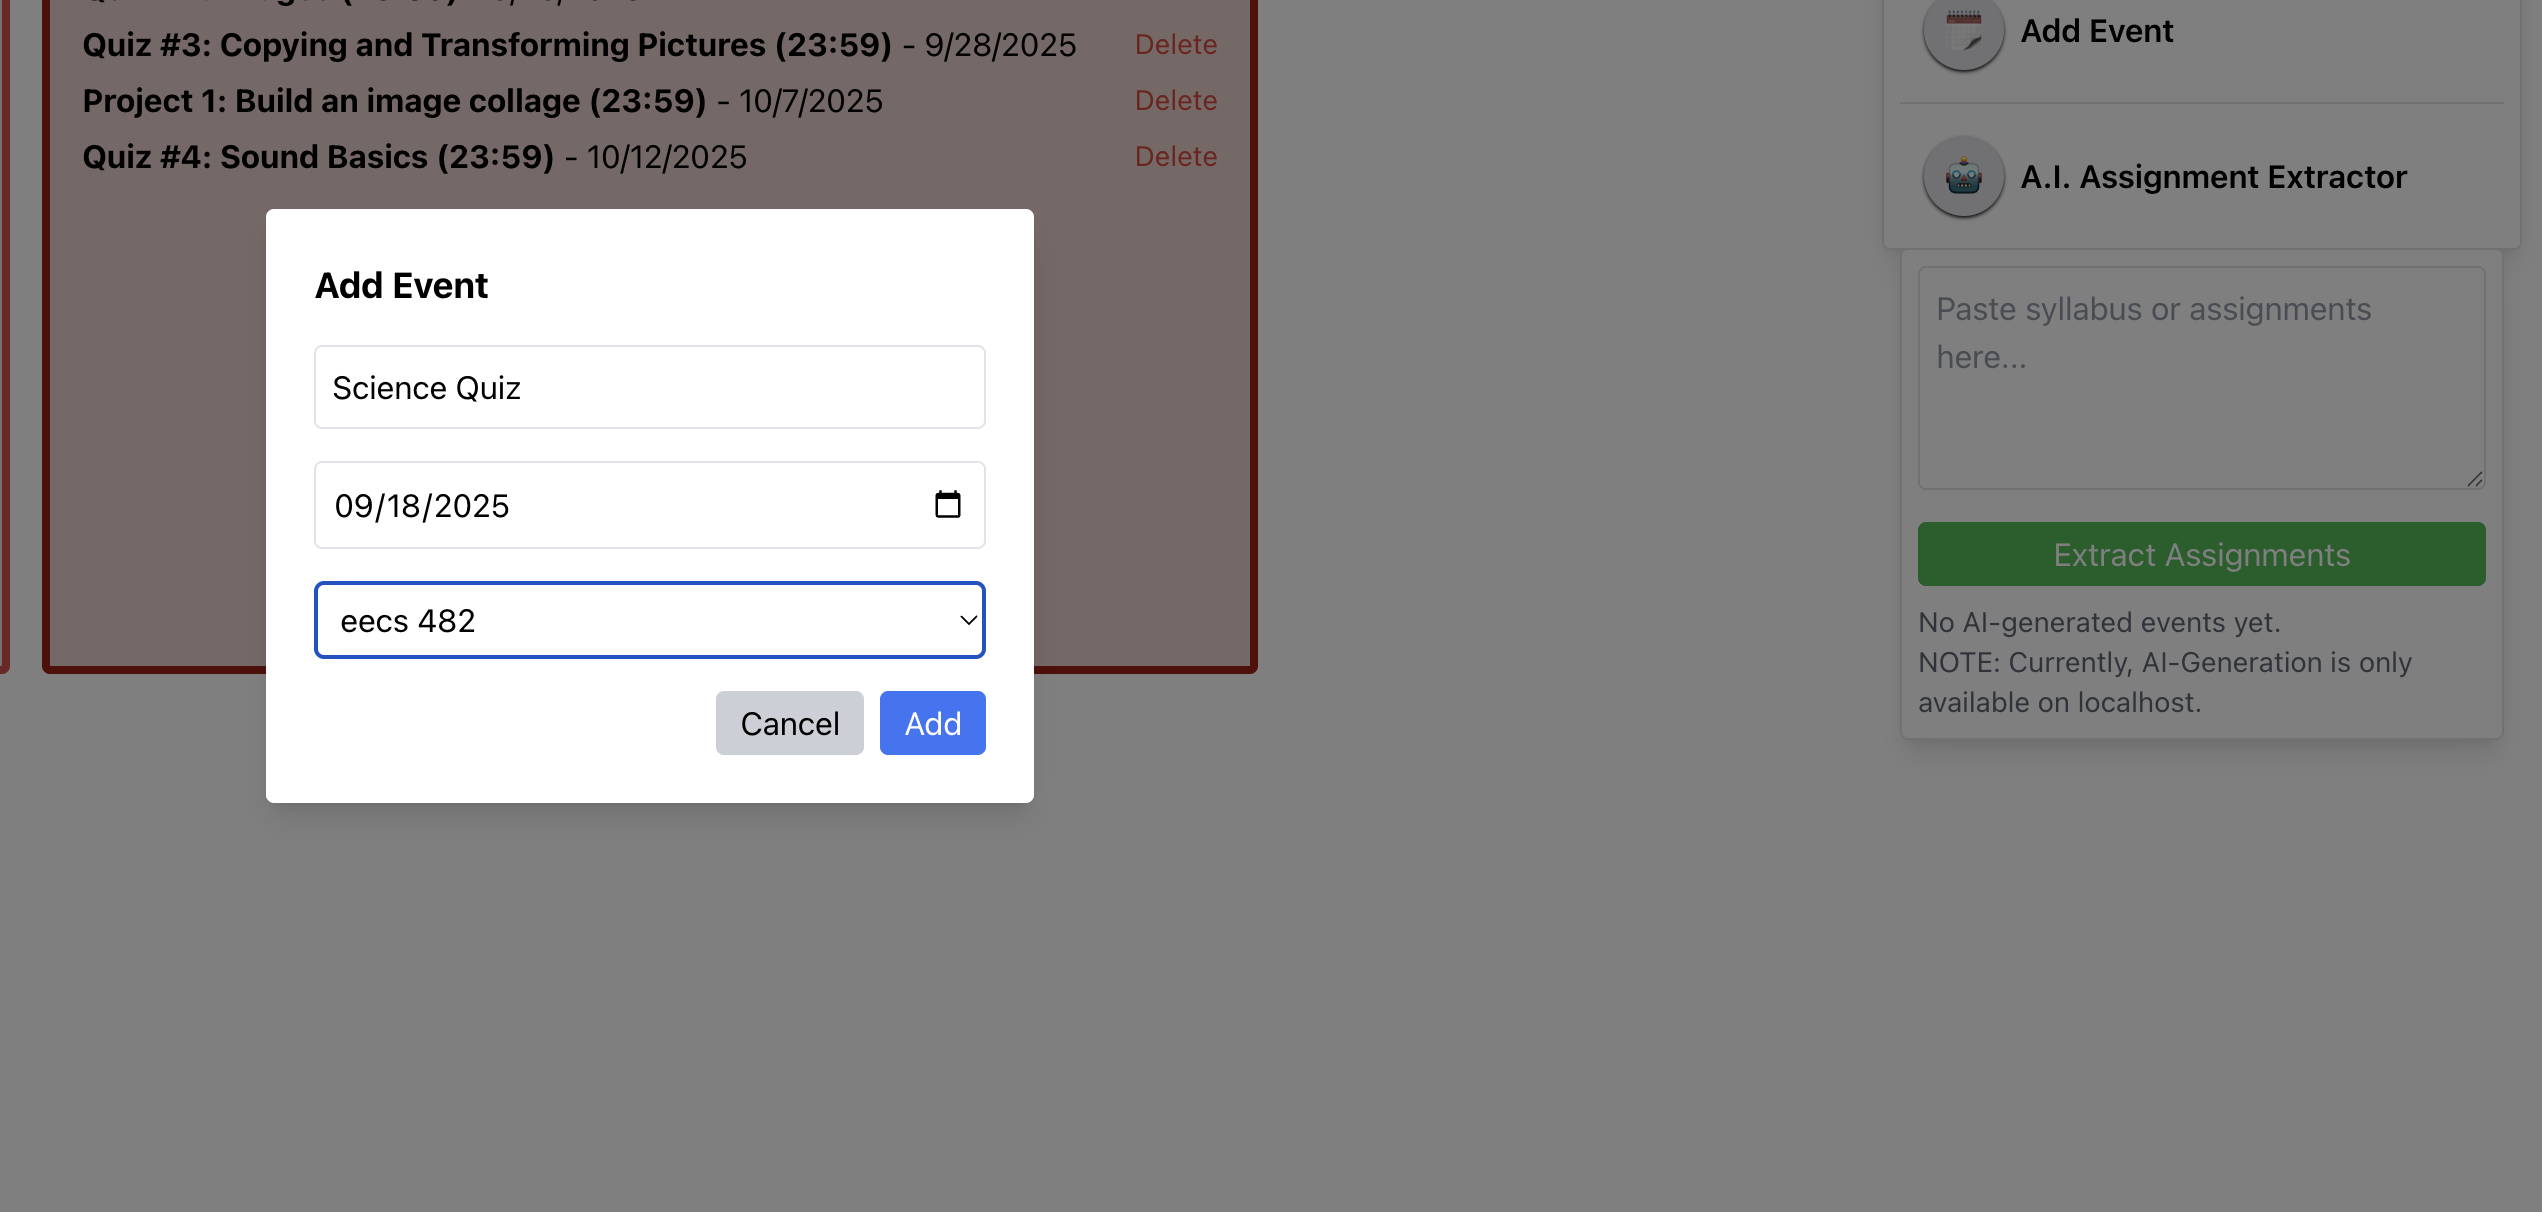 Quiz #3: Copying and Transforming Pictures (23:59) - 9/28/2025 Delete
Project 1: Build an image collage (23:59) - 10/7/2025 Delete
Quiz #4: Sound Basics (23:59) - 10/12/2025 Delete
Add Event
Science Quiz
09/18/2025
eecs 482
Cancel Add
Add Event
A.I. Assignment Extractor
Paste syllabus or assignments
here...
Extract Assignments
No AI-generated events yet.
NOTE: Currently, AI-Generation is only
available on localhost.